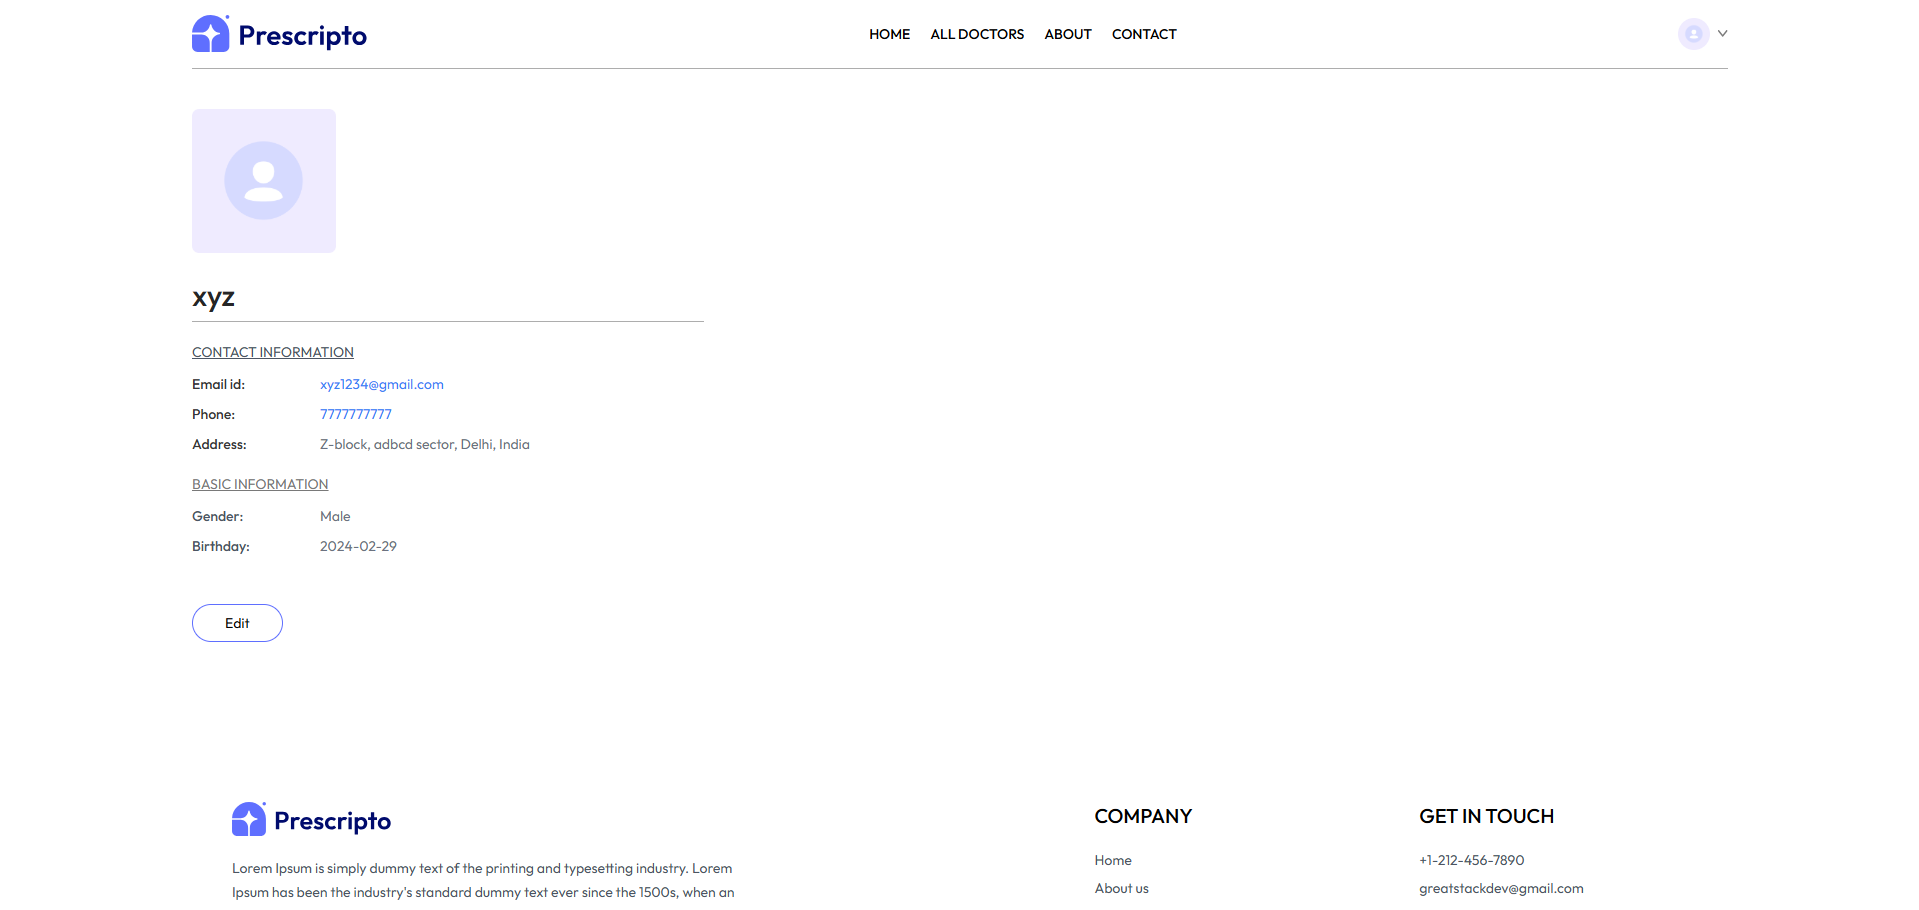 Prescripto
HOME ALL DOCTORS ABOUT CONTACT
xyz
CONTACT INFORMATION
Email id: xyz1234@gmail.com
Phone: 7777777777
Address: Z-block, adbcd sector, Delhi, India
BASIC INFORMATION
Gender: Male
Birthday: 2024-02-29
Edit
Prescripto
Lorem Ipsum is simply dummy text of the printing and typesetting industry. Lorem
Ipsum has been the industry's standard dummy text ever since the 1500s, when an
COMPANY
Home
About us
GET IN TOUCH
+1-212-456-7890
greatstackdev@gmail.com